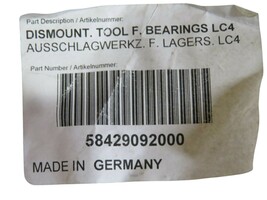 Part Description / Artikelnummer:
DISMOUNT. TOOL F. BEARINGS LC4
AUSSCHLAGWERKZ. F. LAGERS. LC4
Part Number / Artikelnummer:
58429092000
MADE IN GERMANY